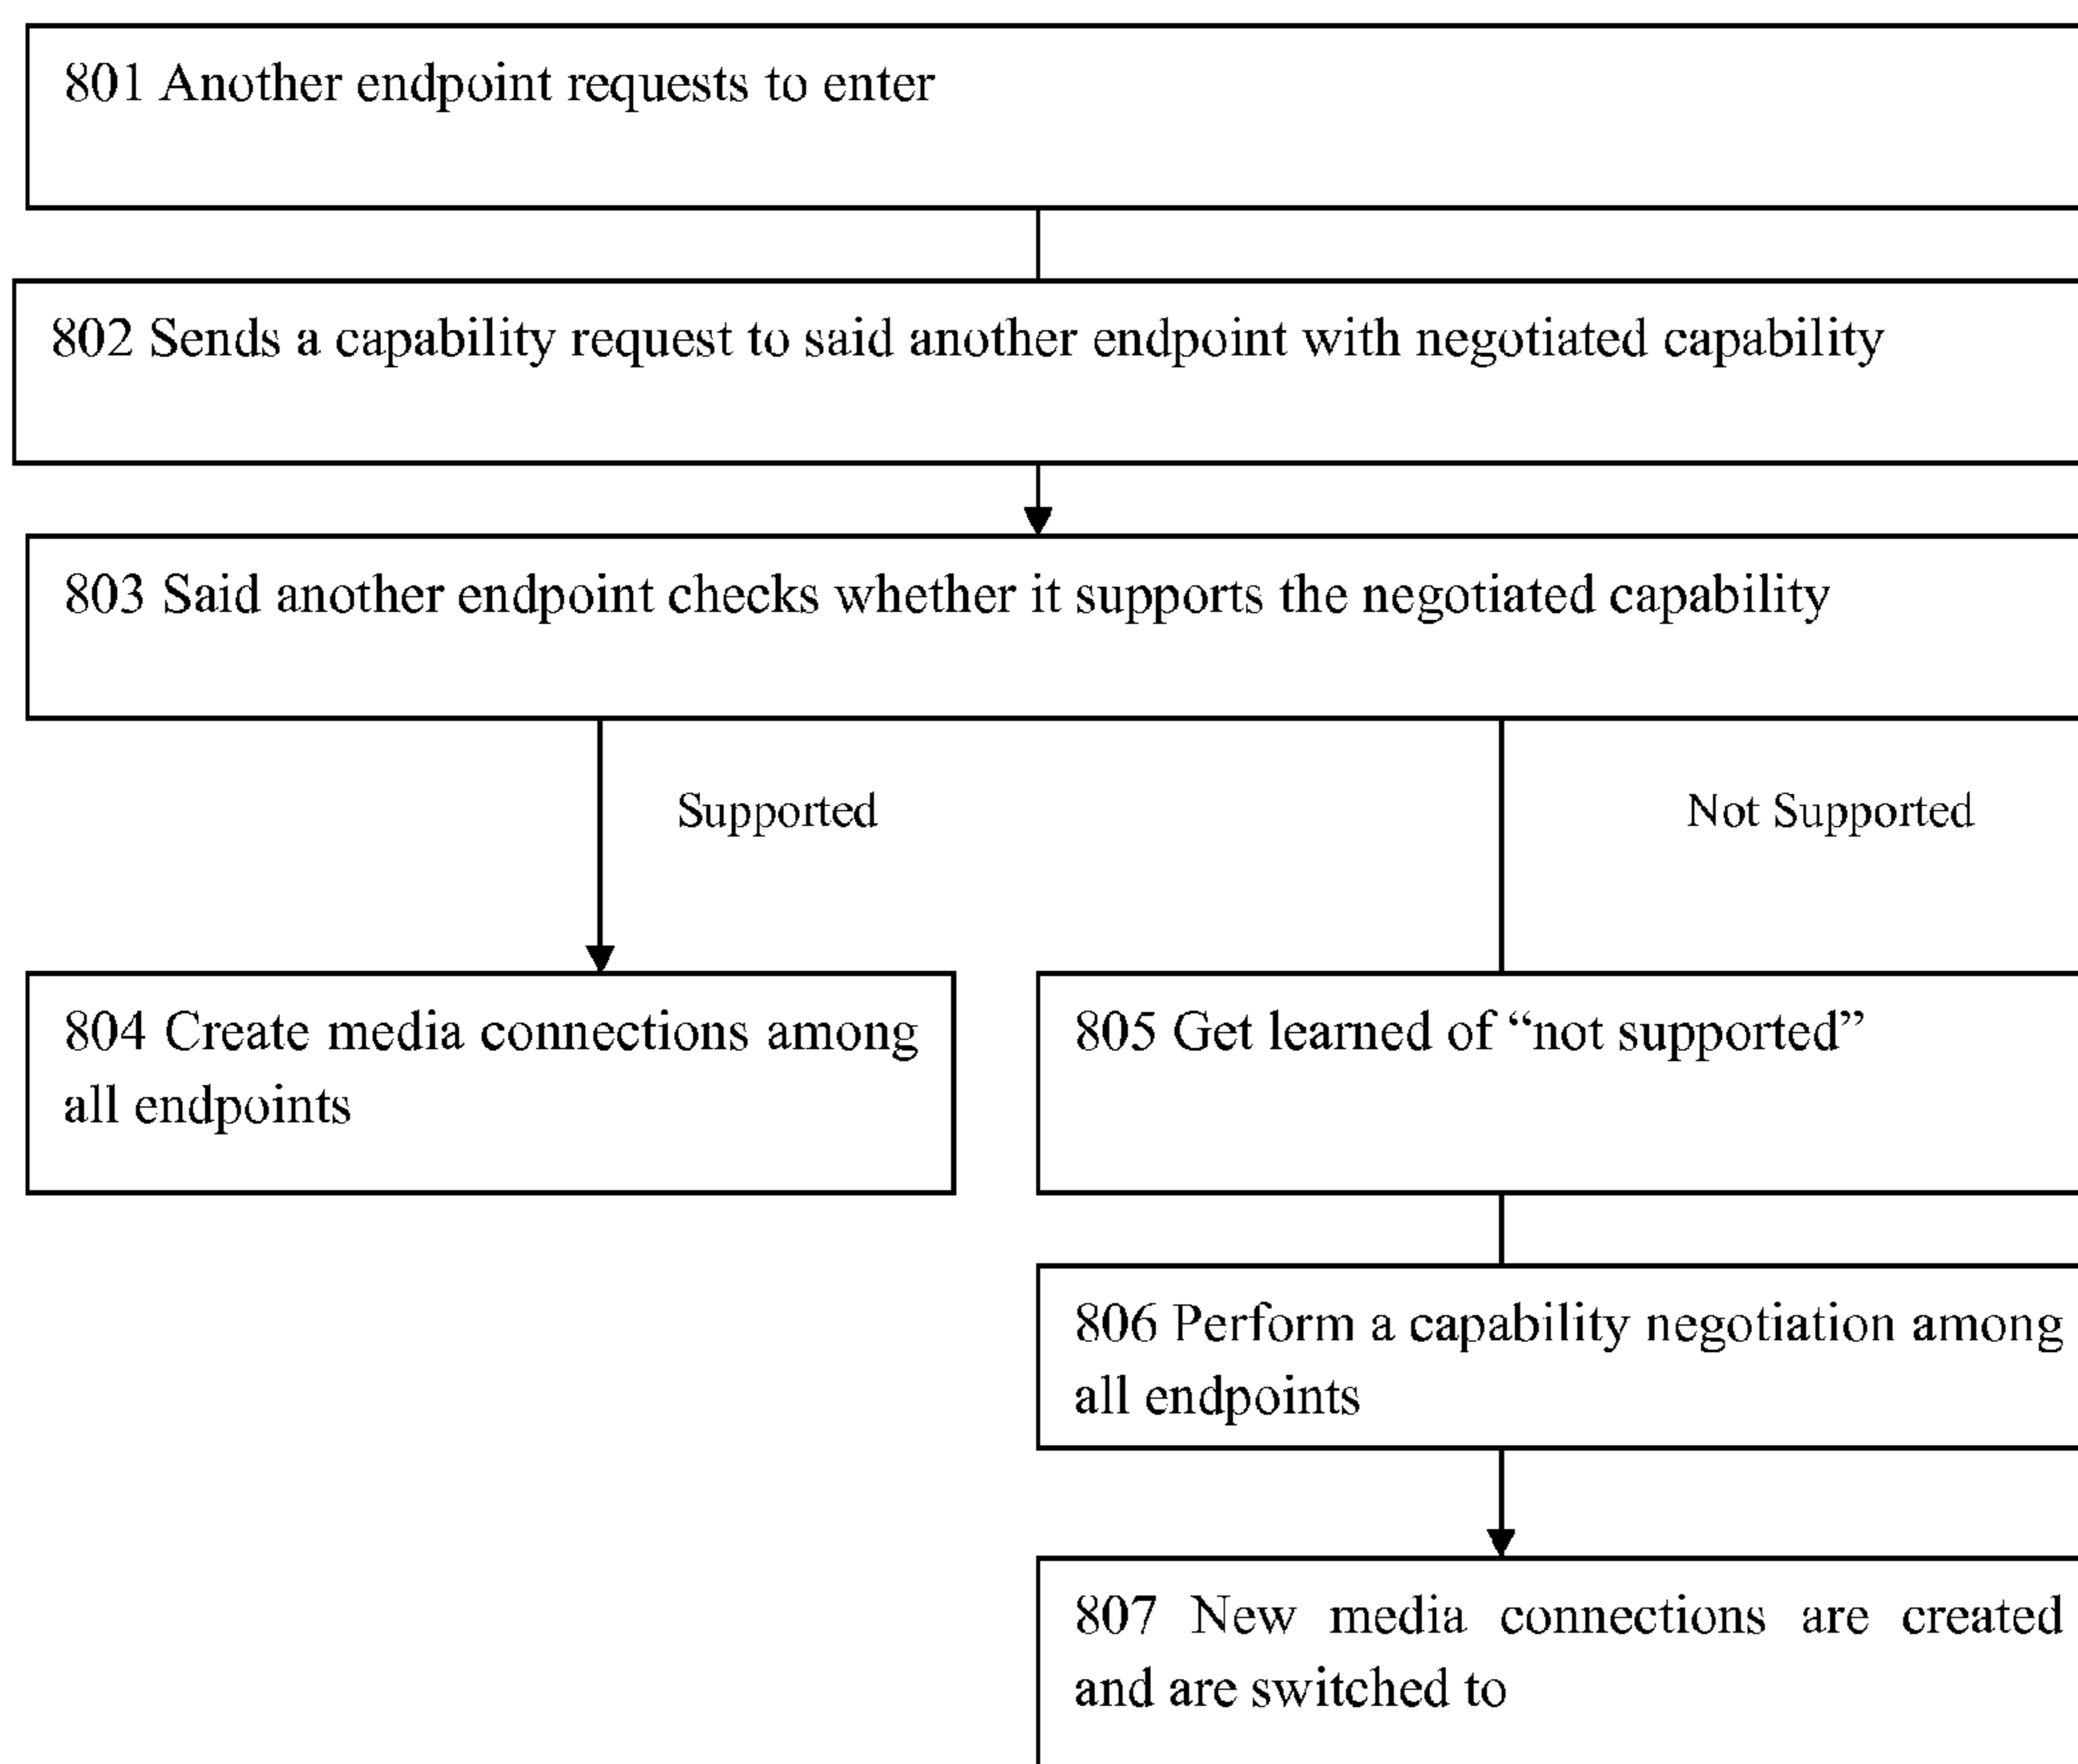 801 Another endpoint requests to enter
802 Sends a capability request to said another endpoint with negotiated capability
803 Said another endpoint checks whether it supports the negotiated capability
Supported
Not Supported
804 Create media connections among
all endpoints
805 Get learned of “not supported”
806 Perform a capability negotiation among
all endpoints
807 New media connections are created
and are switched to